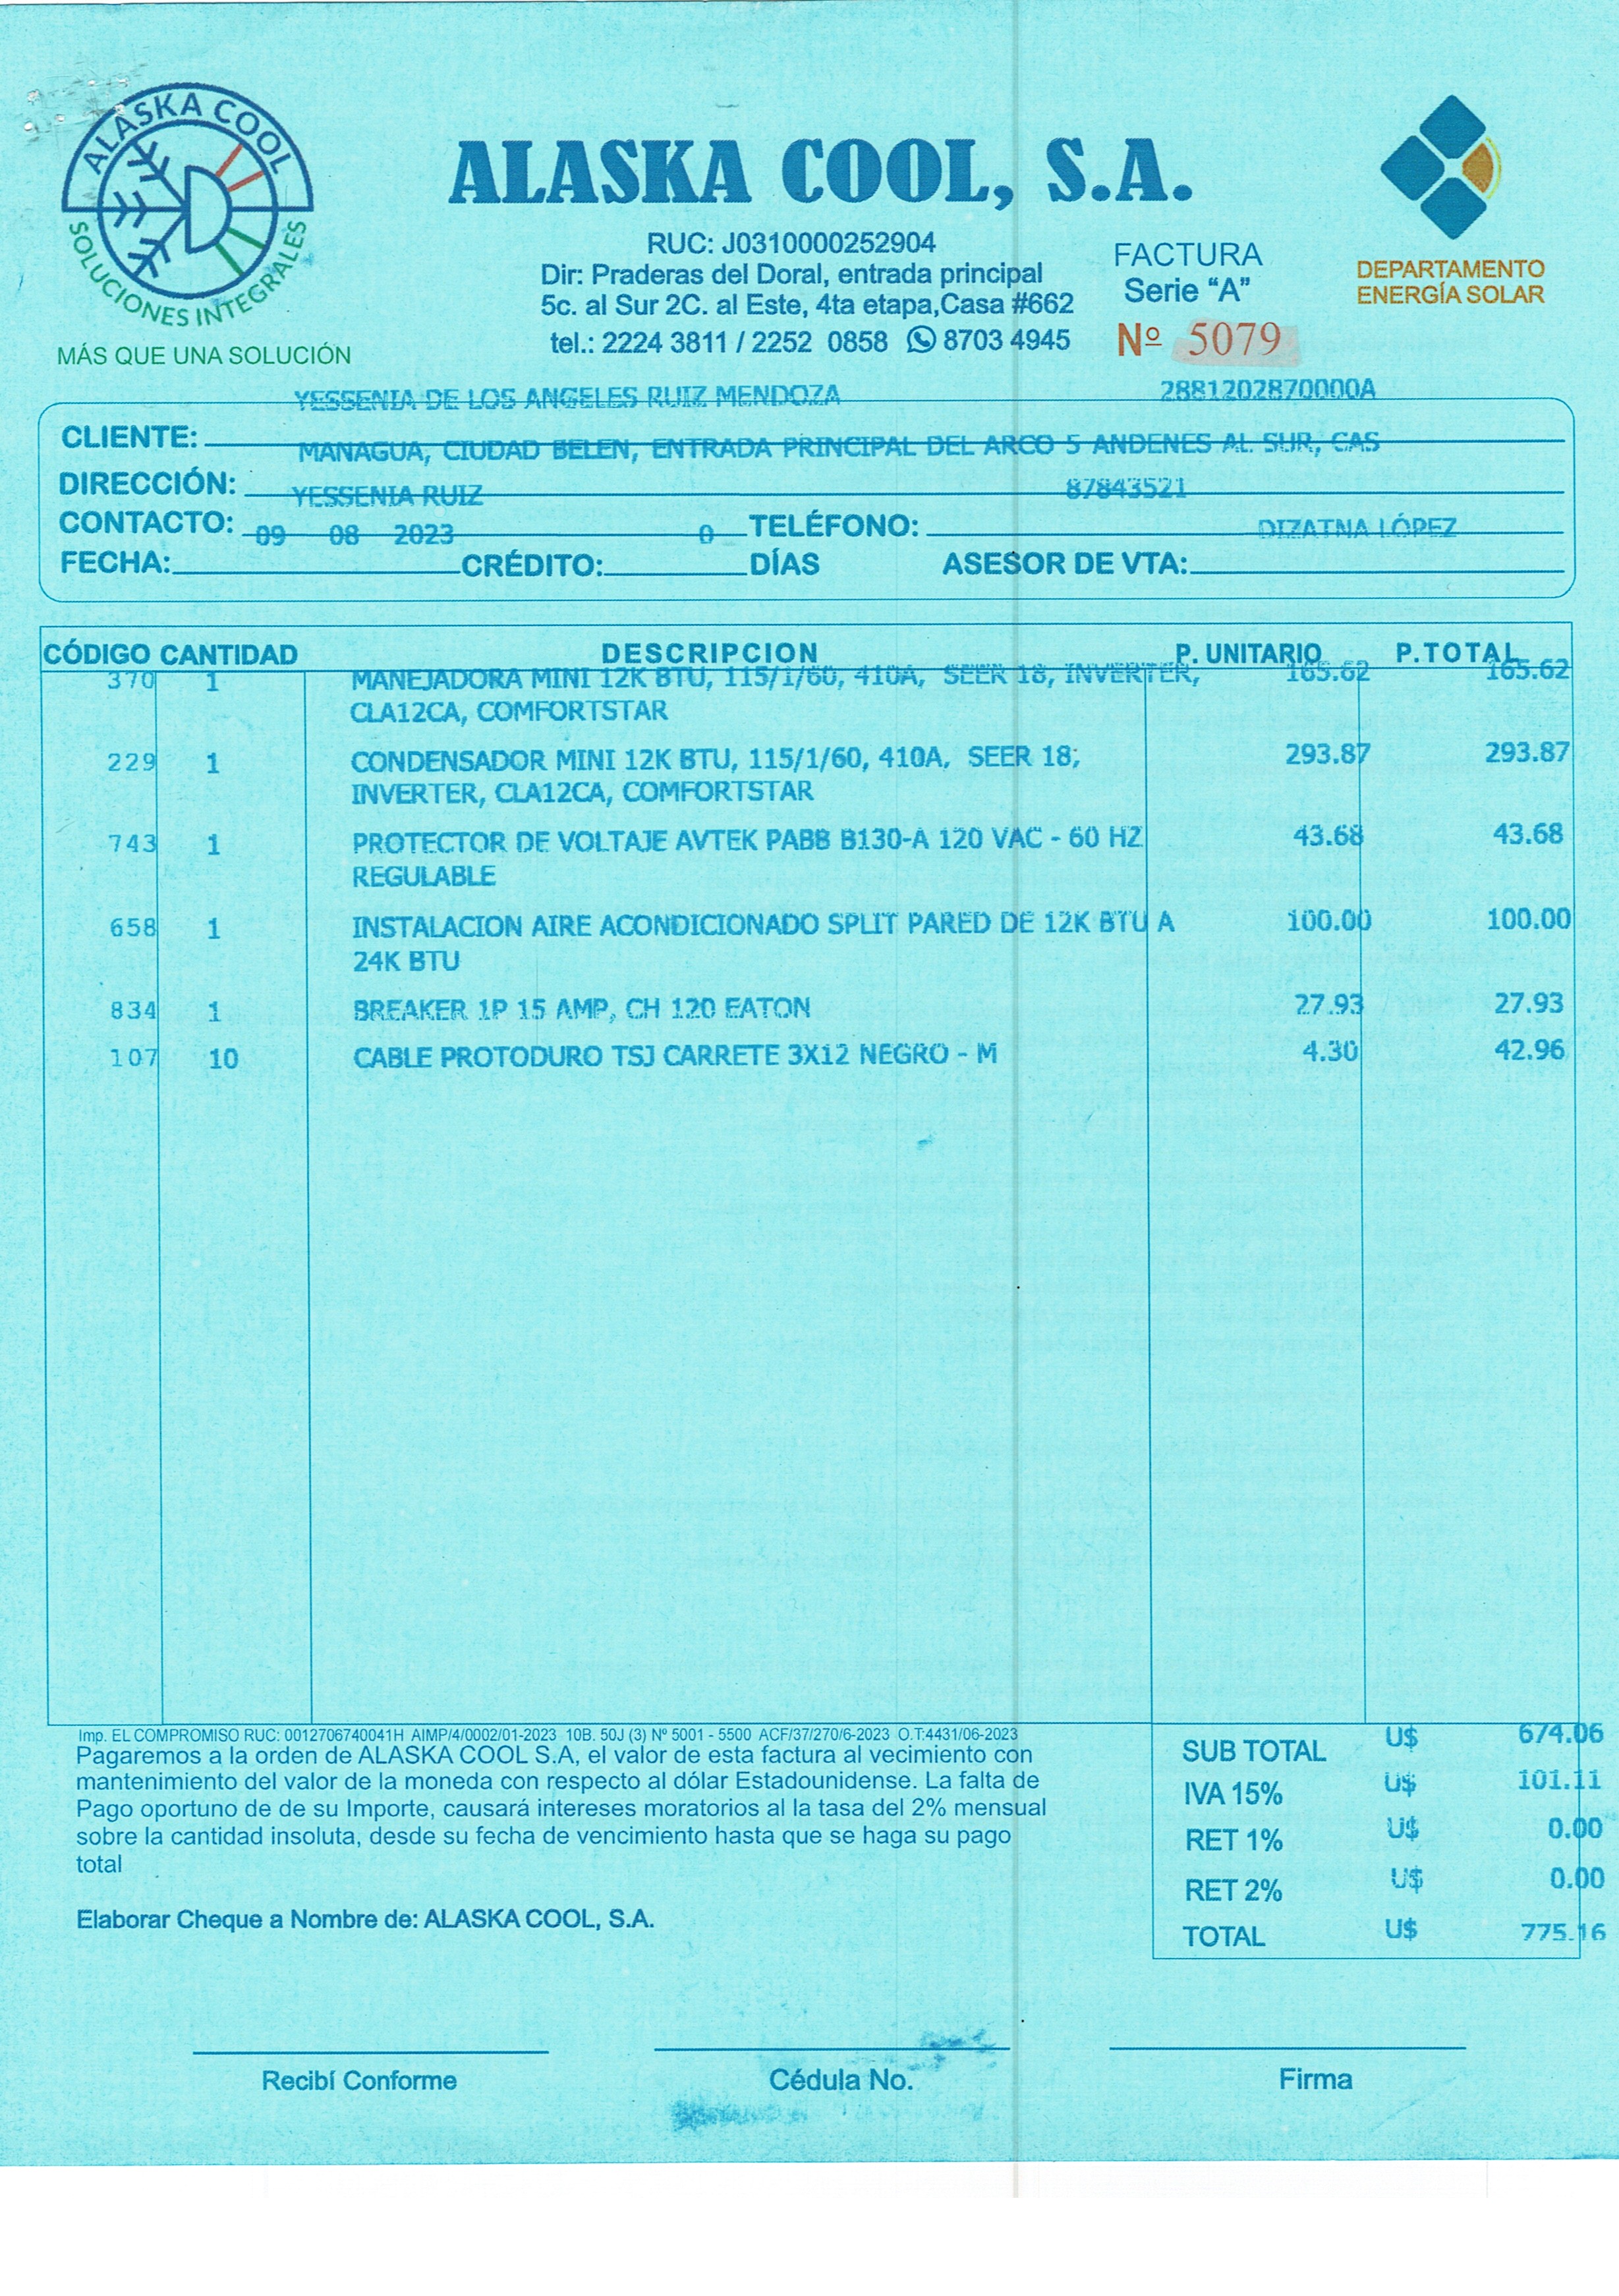 ALASKA COOL
SOLUCIONES INTEGRALES
MÁS QUE UNA SOLUCIÓN
ALASKA COOL, S.A.
RUC: J0310000252904
Dir: Praderas del Doral, entrada principal
5c. al Sur 2C. al Este, 4ta etapa,Casa #662
tel.: 2224 3811 / 2252 0858 8703 4945
FACTURA
Serie “A”
Nº 5079
DEPARTAMENTO
ENERGÍA SOLAR
YESSENIA DE LOS ANGELES RUIZ MENDOZA 2881202870000A
CLIENTE:
MANAGUA, CIUDAD BELEN, ENTRADA PRINCIPAL DEL ARCO 5 ANDENES AL SUR, CAS
DIRECCIÓN:
YESSENIA RUIZ 87843521
CONTACTO: TELÉFONO:
09 08 2023 0 DIZATNA LÓPEZ
FECHA: CRÉDITO: DÍAS ASESOR DE VTA:
CÓDIGO CANTIDAD DESCRIPCION P. UNITARIO P.TOTAL
370 1 MANEJADORA MINI 12K BTU, 115/1/60, 410A, SEER 18, INVERTER, 165.62 165.62
CLA12CA, COMFORTSTAR
229 1 CONDENSADOR MINI 12K BTU, 115/1/60, 410A, SEER 18; 293.87 293.87
INVERTER, CLA12CA, COMFORTSTAR
743 1 PROTECTOR DE VOLTAJE AVTEK PABB B130-A 120 VAC - 60 HZ 43.68 43.68
REGULABLE
658 1 INSTALACION AIRE ACONDICIONADO SPLIT PARED DE 12K BTU A 100.00 100.00
24K BTU
834 1 BREAKER 1P 15 AMP, CH 120 EATON 27.93 27.93
107 10 CABLE PROTODURO TSJ CARRETE 3X12 NEGRO - M 4.30 42.96
Imp. EL COMPROMISO RUC: 0012706740041H AIMP/4/0002/01-2023 10B. 50J (3) Nº 5001 - 5500 ACF/37/270/6-2023 O.T:4431/06-2023
Pagaremos a la orden de ALASKA COOL S.A, el valor de esta factura al vecimiento con
mantenimiento del valor de la moneda con respecto al dólar Estadounidense. La falta de
Pago oportuno de de su Importe, causará intereses moratorios al la tasa del 2% mensual
sobre la cantidad insoluta, desde su fecha de vencimiento hasta que se haga su pago
total
Elaborar Cheque a Nombre de: ALASKA COOL, S.A.
SUB TOTAL U$ 674.06
IVA 15% U$ 101.11
RET 1% U$ 0.00
RET 2% U$ 0.00
TOTAL U$ 775.16
Recibí Conforme Cédula No. Firma